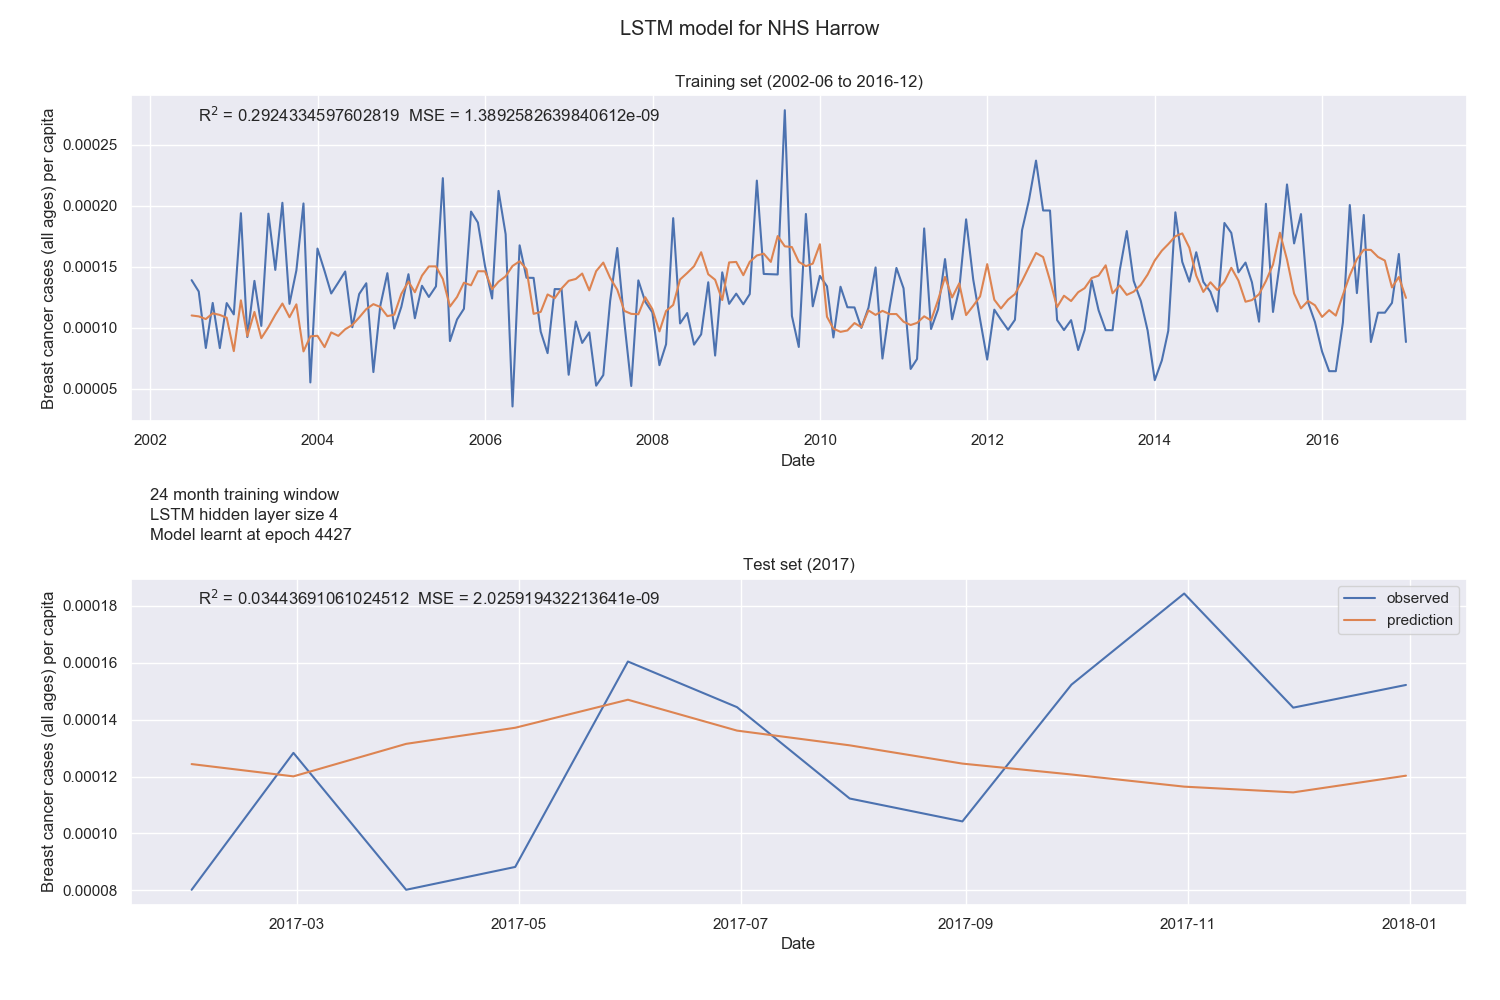 LSTM model for NHS Harrow
Training set (2002-06 to 2016-12)
R² = 0.2924334597602819  MSE = 1.3892582639840612e-09
Breast cancer cases (all ages) per capita
0.00025
0.00020
0.00015
0.00010
0.00005
2002 2004 2006 2008 2010 2012 2014 2016
Date
24 month training window
LSTM hidden layer size 4
Model learnt at epoch 4427
Test set (2017)
R² = 0.03443691061024512  MSE = 2.025919432213641e-09
observed
prediction
Breast cancer cases (all ages) per capita
0.00018
0.00016
0.00014
0.00012
0.00010
0.00008
2017-03 2017-05 2017-07 2017-09 2017-11 2018-01
Date